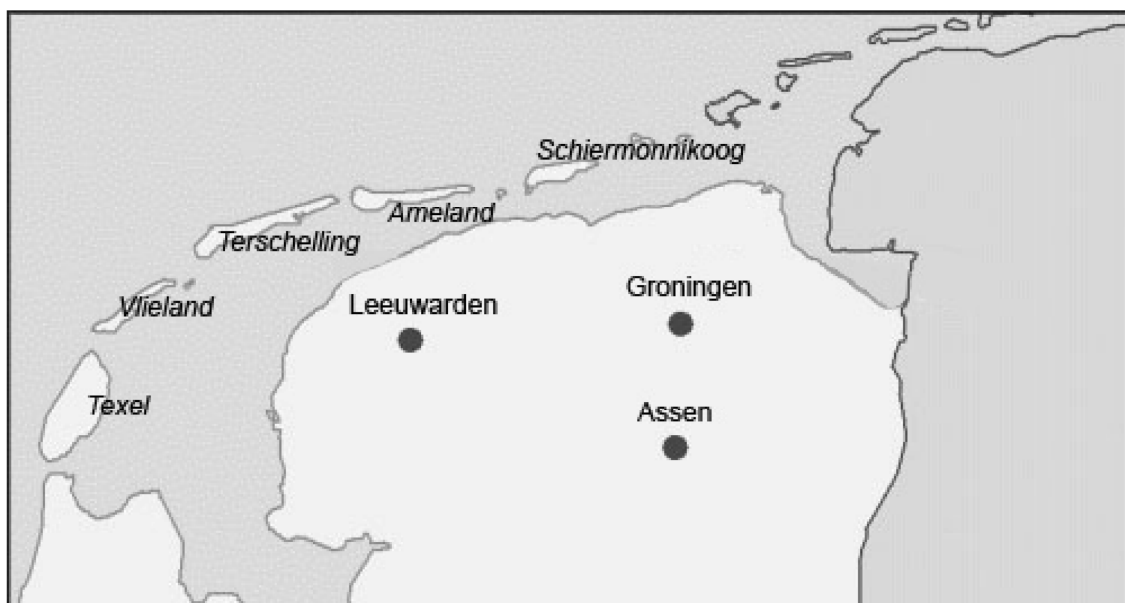 Schiermonnikoog
Ameland
Terschelling
Vlieland
Leeuwarden
Groningen
Texel
Assen